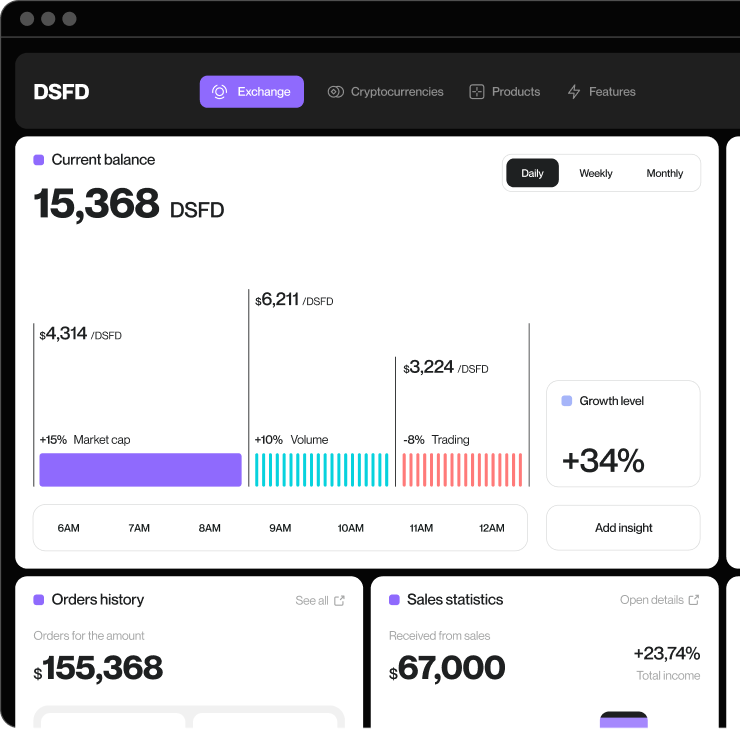 DSFD
Exchange
Cryptocurrencies
Products
Features
Current balance
15,368 DSFD
Daily
Weekly
Monthly
$4,314 /DSFD
$6,211 /DSFD
$3,224 /DSFD
+15% Market cap
+10% Volume
-8% Trading
Growth level
+34%
6AM
7AM
8AM
9AM
10AM
11AM
12AM
Add insight
Orders history
See all
Orders for the amount
$155,368
Sales statistics
Open details
Received from sales
$67,000
+23,74%
Total income